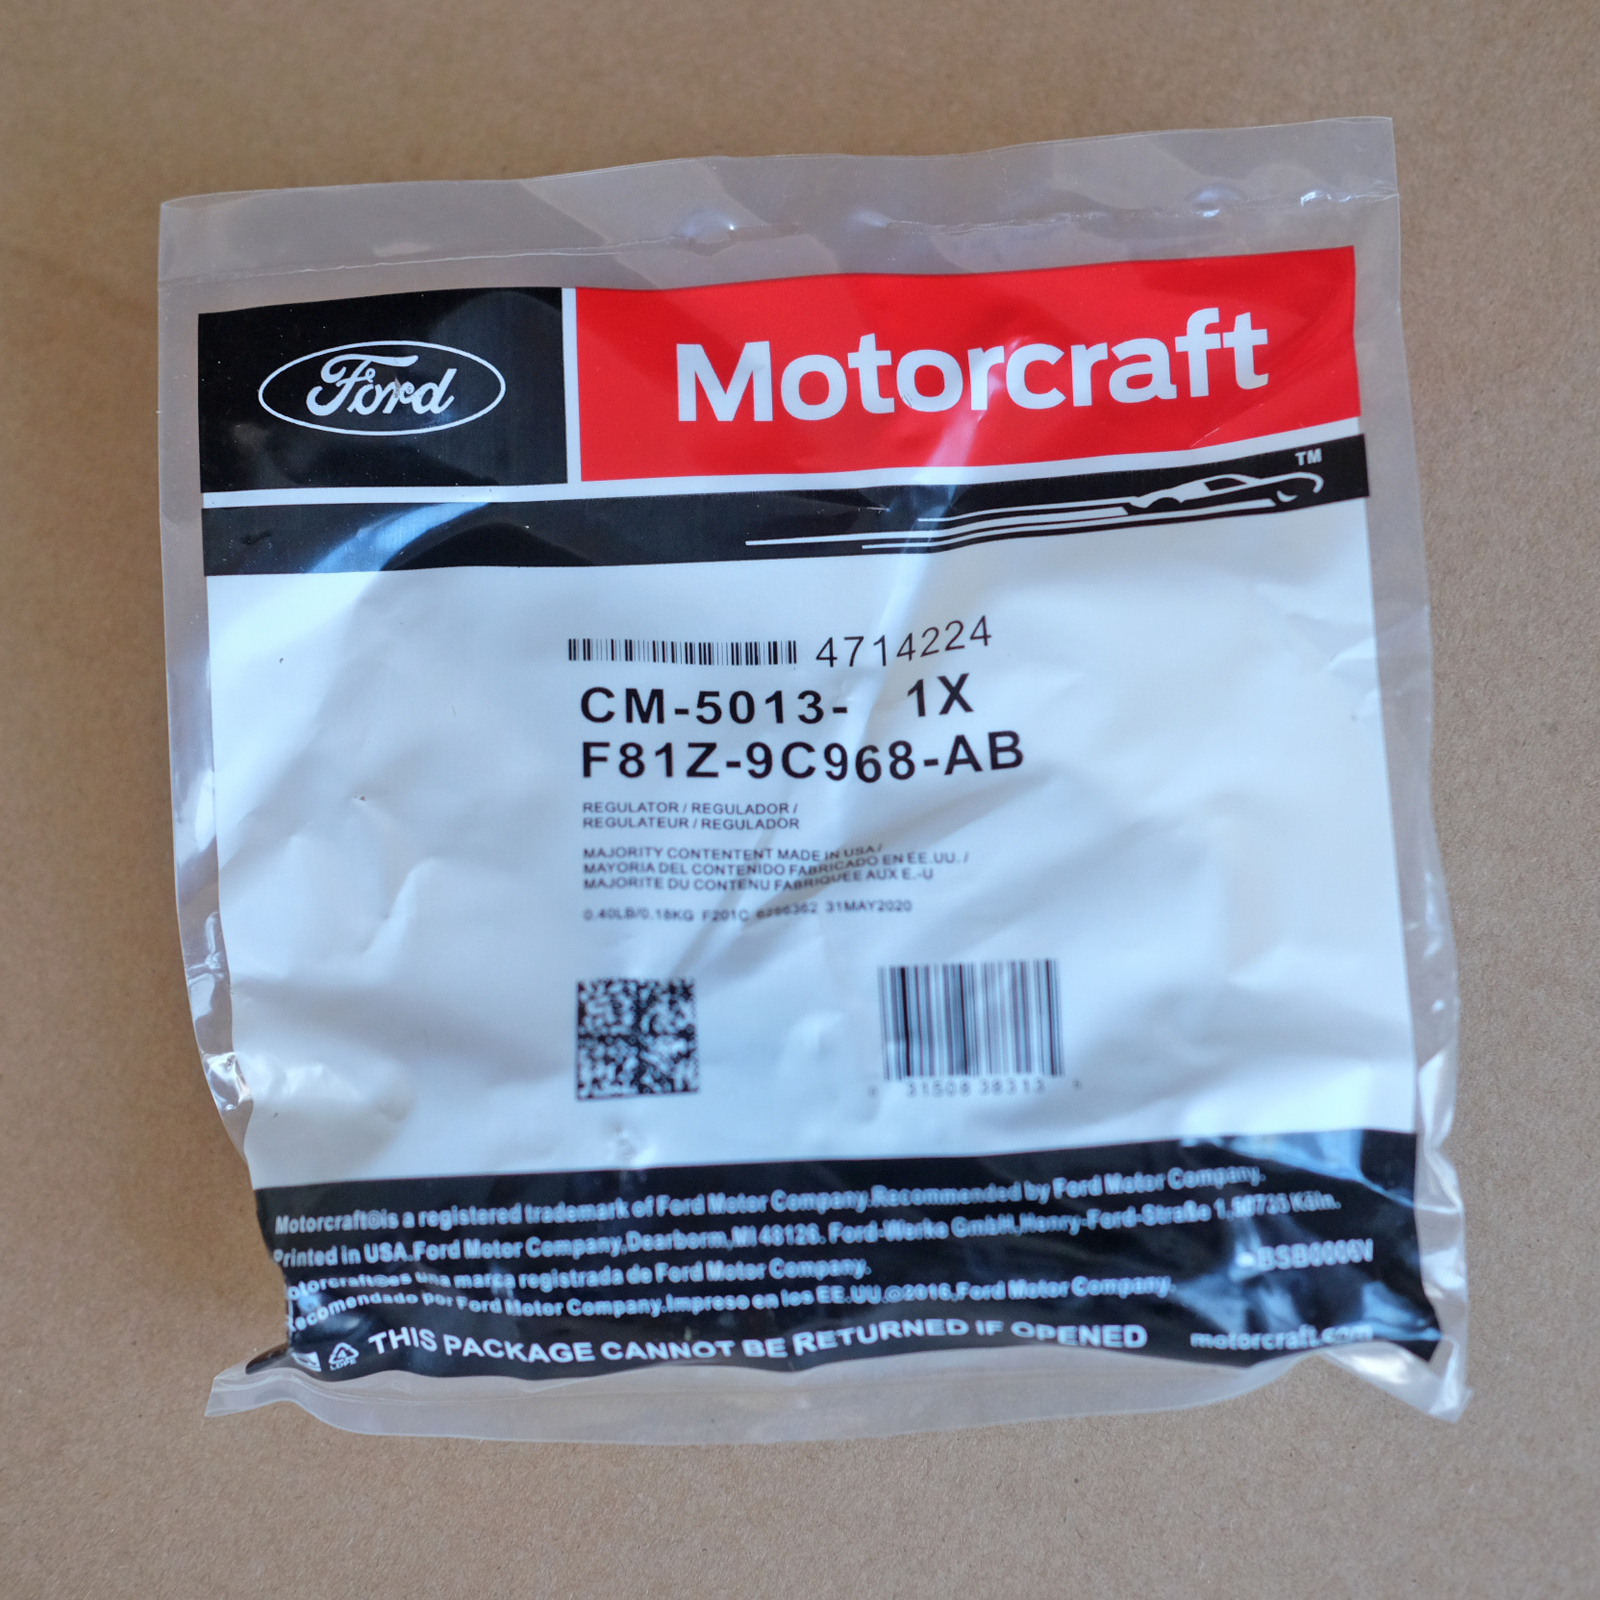 Ford
Motorcraft
TM
4714224
CM-5013- 1X
F81Z-9C968-AB
REGULATOR / REGULADOR /
REGULATEUR / REGULADOR
MAJORITY CONTENTENT MADE IN USA /
MAYORIA DEL CONTENIDO FABRICADO EN EE.UU. /
MAJORITE DU CONTENU FABRIQUEE AUX E.-U
0.40LB/0.18KG F201C 31MAY2020
31508 38313
Motorcraft®is a registered trademark of Ford Motor Company.Recommended by Ford Motor Company.
Printed in USA.Ford Motor Company,Dearborm,MI 48126. Ford-Werke GmbH,Henry-Ford-Straße 1,50735 Köln.
Motorcraft®es una marca registrada de Ford Motor Company.
Recomendado por Ford Motor Company.Impreso en los EE.UU.©2016,Ford Motor Company.
4 LDPE THIS PACKAGE CANNOT BE RETURNED IF OPENED motorcraft.com